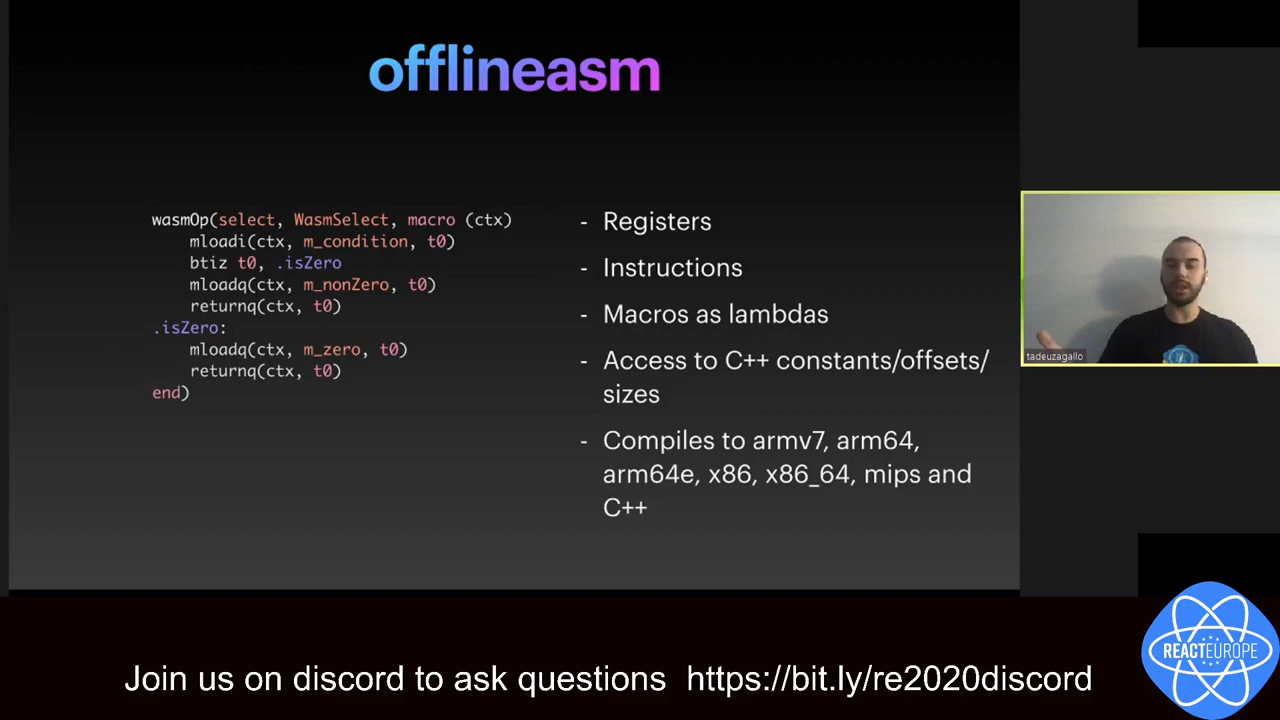 offlineasm
wasmOp(select, WasmSelect, macro (ctx)
mloadi(ctx, m_condition, t0)
btiz t0, .isZero
mloadq(ctx, m_nonZero, t0)
returnq(ctx, t0)
.isZero:
mloadq(ctx, m_zero, t0)
returnq(ctx, t0)
end)
- Registers
- Instructions
- Macros as lambdas
- Access to C++ constants/offsets/
sizes
- Compiles to armv7, arm64,
arm64e, x86, x86_64, mips and
C++
tadeuzagallo
REACTEUROPE
Join us on discord to ask questions https://bit.ly/re2020discord